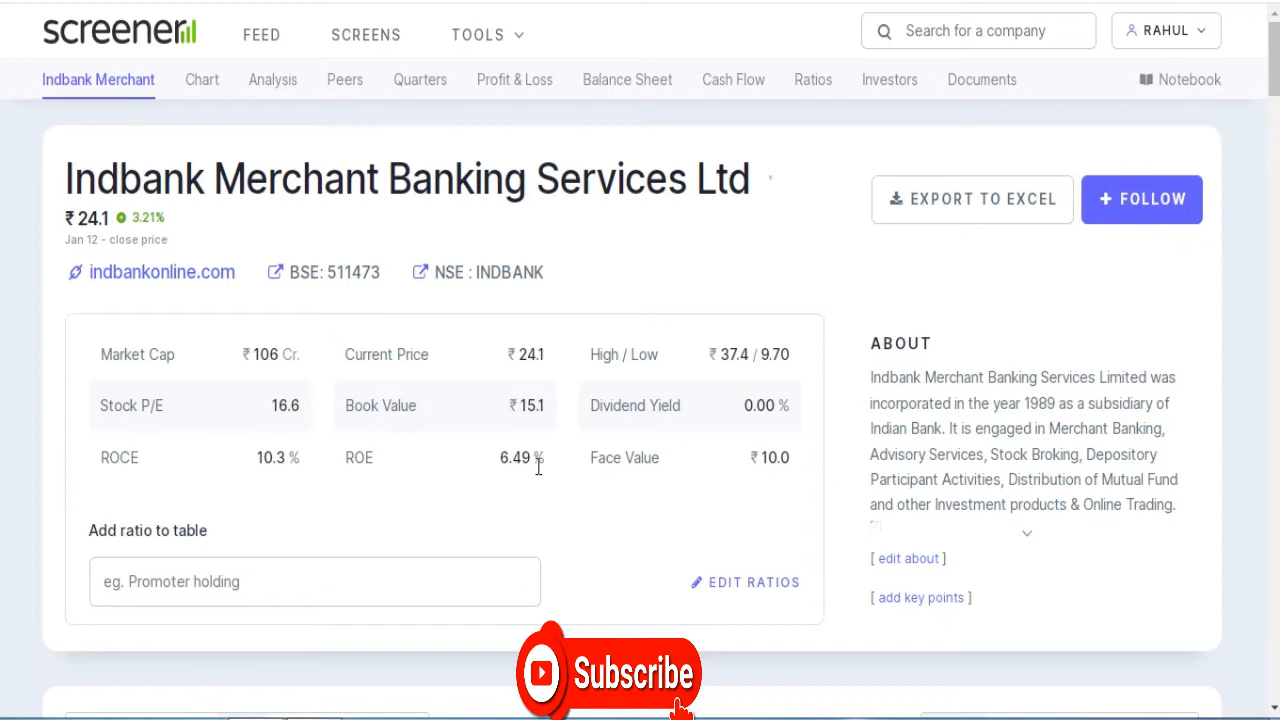 screener
FEED
SCREENS
TOOLS
Search for a company
RAHUL
Indbank Merchant
Chart
Analysis
Peers
Quarters
Profit & Loss
Balance Sheet
Cash Flow
Ratios
Investors
Documents
Notebook
Indbank Merchant Banking Services Ltd
EXPORT TO EXCEL
+ FOLLOW
₹ 24.1 3.21%
Jan 12 - close price
indbankonline.com
BSE: 511473
NSE : INDBANK
Market Cap ₹ 106 Cr.
Current Price ₹ 24.1
High / Low ₹ 37.4 / 9.70
Stock P/E 16.6
Book Value ₹ 15.1
Dividend Yield 0.00 %
ROCE 10.3 %
ROE 6.49 %
Face Value ₹ 10.0
Add ratio to table
eg. Promoter holding
EDIT RATIOS
ABOUT
Indbank Merchant Banking Services Limited was
incorporated in the year 1989 as a subsidiary of
Indian Bank. It is engaged in Merchant Banking,
Advisory Services, Stock Broking, Depository
Participant Activities, Distribution of Mutual Fund
and other Investment products & Online Trading.
[ edit about ]
[ add key points ]
Subscribe